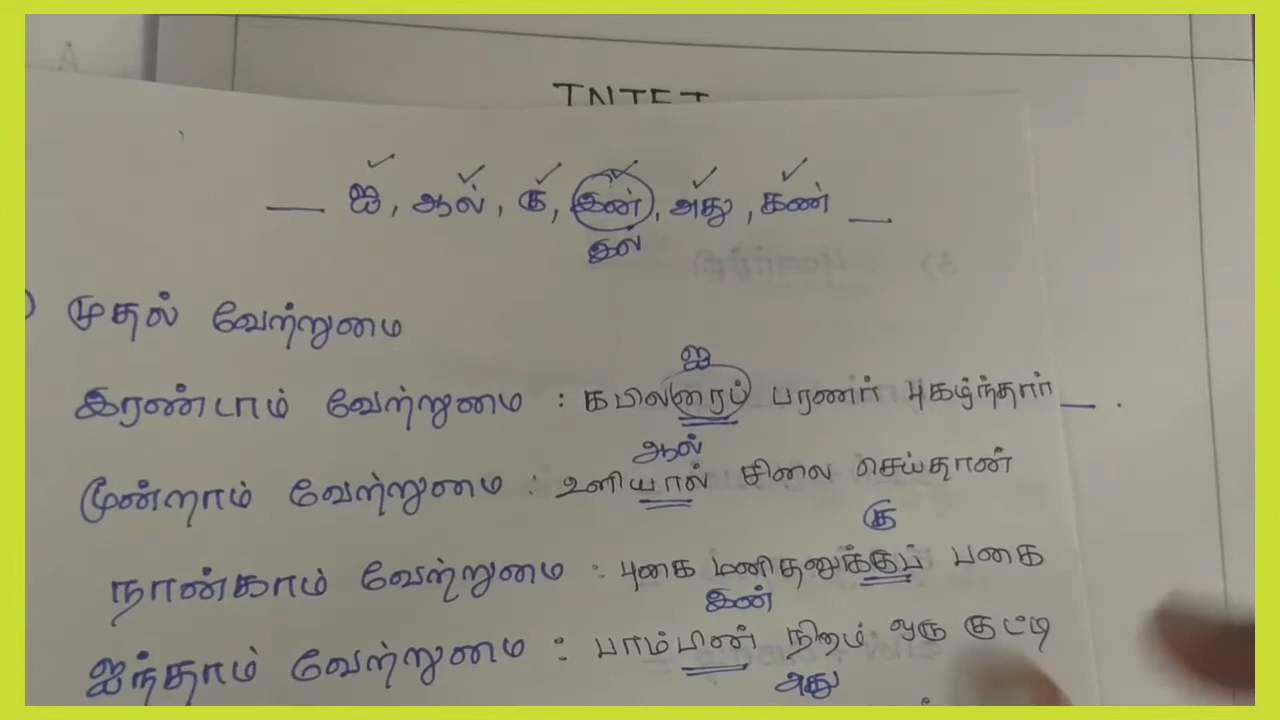 TNTET
ஐ, ஆல், கு, இன், அது, கண்
இல்
முதல் வேற்றுமை
ஐ
இரண்டாம் வேற்றுமை : கபிலரைப் பரணர் புகழ்ந்தார் .
ஆல்
மூன்றாம் வேற்றுமை : உளியால் சிலை செய்தான்
கு
நான்காம் வேற்றுமை : புகை மனிதனுக்குப் பகை
இன்
ஐந்தாம் வேற்றுமை : பாம்பின் நிறம் ஒரு குட்டி
அது